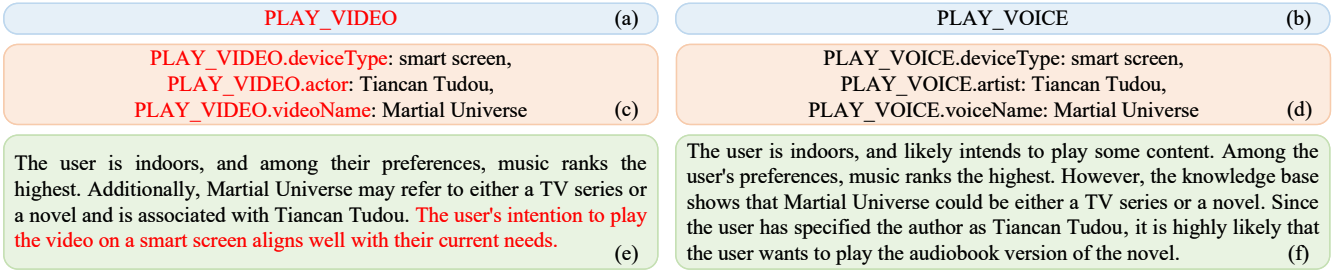 PLAY_VIDEO
(a)
PLAY_VOICE
(b)
PLAY_VIDEO.deviceType: smart screen,
PLAY_VIDEO.actor: Tiancan Tudou,
PLAY_VIDEO.videoName: Martial Universe
(c)
PLAY_VOICE.deviceType: smart screen,
PLAY_VOICE.artist: Tiancan Tudou,
PLAY_VOICE.voiceName: Martial Universe
(d)
The user is indoors, and among their preferences, music ranks the
highest. Additionally, Martial Universe may refer to either a TV series or
a novel and is associated with Tiancan Tudou. The user's intention to play
the video on a smart screen aligns well with their current needs.
(e)
The user is indoors, and likely intends to play some content. Among the
user's preferences, music ranks the highest. However, the knowledge base
shows that Martial Universe could be either a TV series or a novel. Since
the user has specified the author as Tiancan Tudou, it is highly likely that
the user wants to play the audiobook version of the novel.
(f)